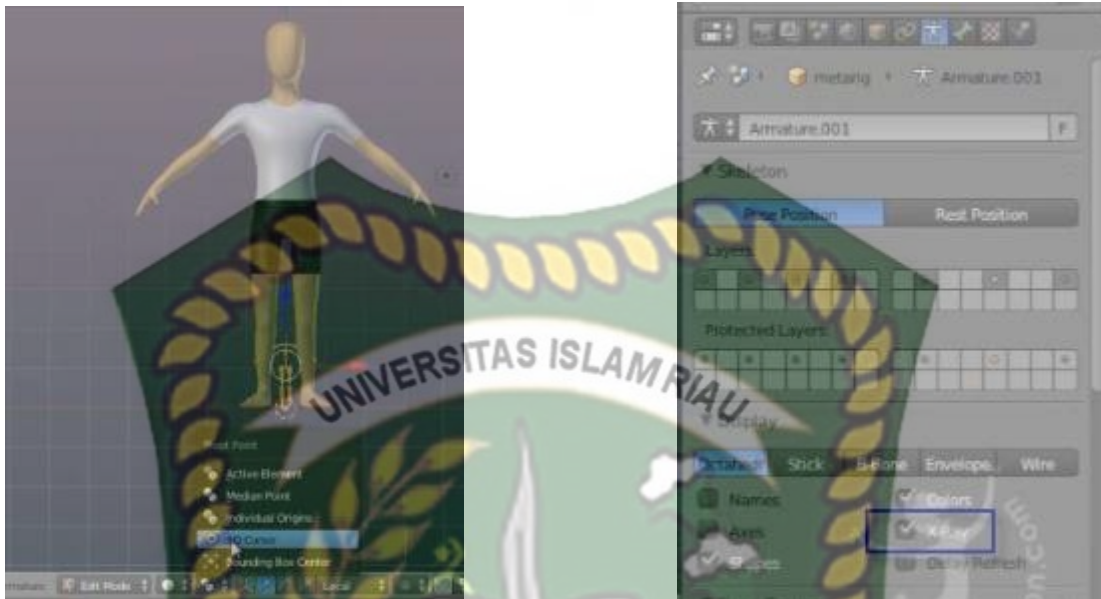 Pivot Point
Active Element
Median Point
Individual Origins
3D Cursor
Bounding Box Center
Edit Mode
Local
metarig
Armature.001
Armature.001
F
Skeleton
Pose Position
Rest Position
Layers:
Protected Layers:
Display
Octahedral
Stick
B-Bone
Envelope
Wire
Names
Colors
Axes
X-Ray
Shapes
Delay Refresh
UNIVERSITAS ISLAM RIAU